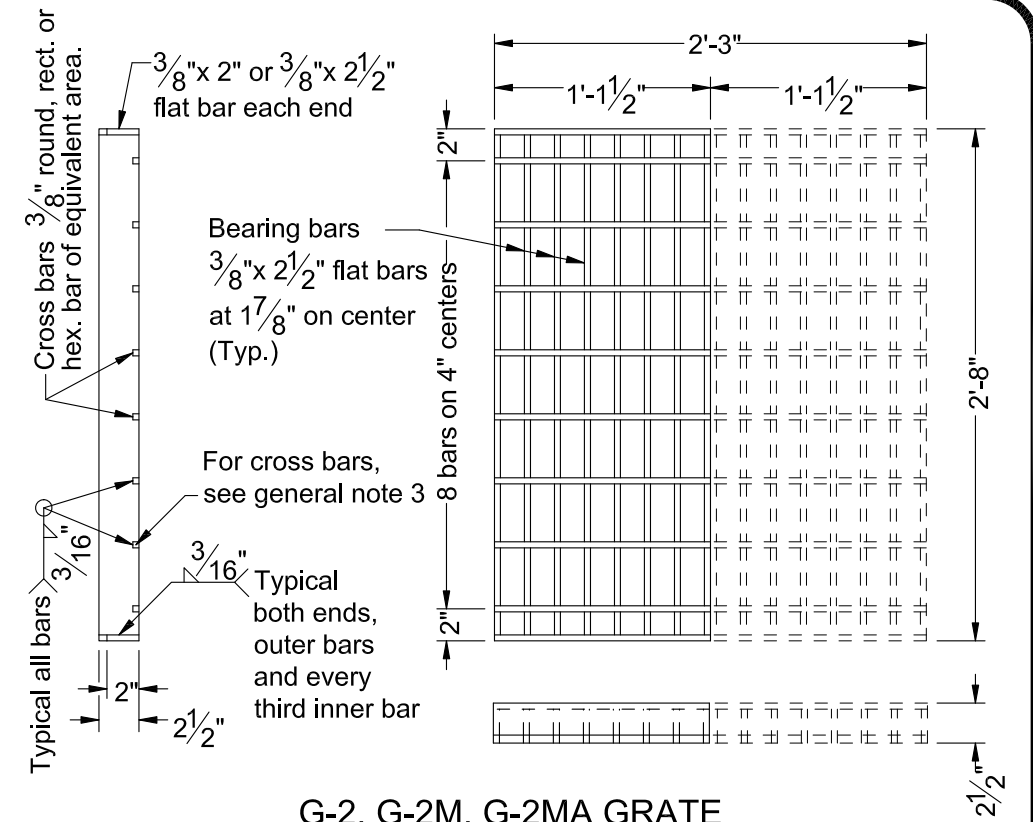 Cross bars 3/8" round, rect. or
hex. bar of equivalent area.
3/8"x 2" or 3/8"x 2 1/2"
flat bar each end
2'-3"
1'-1 1/2"
1'-1 1/2"
2"
Bearing bars
3/8"x 2 1/2" flat bars
at 1 7/8" on center
(Typ.)
8 bars on 4" centers
2'-8"
For cross bars,
see general note 3
Typical all bars
3/16"
3/16"
Typical
both ends,
outer bars
and every
third inner bar
2"
2"
2 1/2"
2 1/2"
G-2, G-2M, G-2MA GRATE